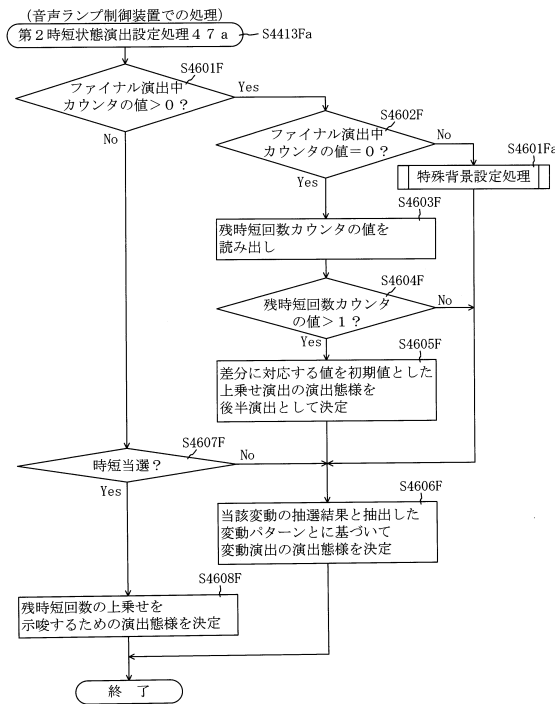 (音声ランプ制御装置での処理)
第2時短状態演出設定処理47a
S4413Fa
S4601F
ファイナル演出中
カウンタの値>0?
Yes
No
S4602F
ファイナル演出中
カウンタの値=0?
No
Yes
S4601Fa
特殊背景設定処理
S4603F
残時短回数カウンタの値を
読み出し
S4604F
残時短回数カウンタ
の値>1?
No
Yes
S4605F
差分に対応する値を初期値とした
上乗せ演出の演出態様を
後半演出として決定
S4607F
時短当選?
No
Yes
S4606F
当該変動の抽選結果と抽出した
変動パターンとに基づいて
変動演出の演出態様を決定
S4608F
残時短回数の上乗せを
示唆するための演出態様を決定
終 了